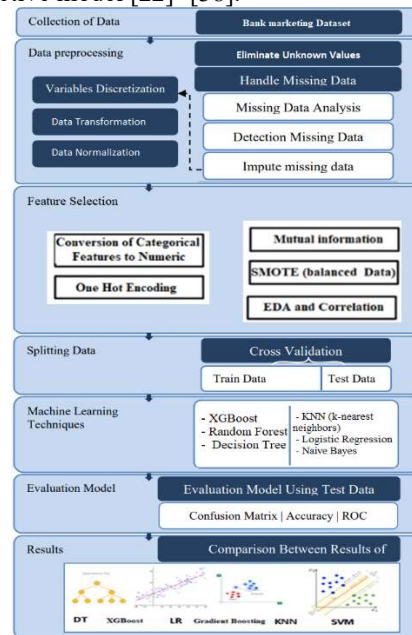 ctive model [22]–[30].
Collection of Data
Bank marketing Dataset
Data preprocessing
Eliminate Unknown Values
Handle Missing Data
Variables Discretization
Missing Data Analysis
Data Transformation
Detection Missing Data
Data Normalization
Impute missing data
Feature Selection
Conversion of Categorical
Features to Numeric
One Hot Encoding
Mutual information
SMOTE (balanced Data)
EDA and Correlation
Splitting Data
Cross Validation
Train Data
Test Data
Machine Learning
Techniques
- XGBoost
- Random Forest
- Decision Tree
- KNN (k-nearest
neighbors)
- Logistic Regression
- Naive Bayes
Evaluation Model
Evaluation Model Using Test Data
Confusion Matrix | Accuracy | ROC
Results
Comparison Between Results of
DT XGBoost LR Gradient Boosting KNN SVM